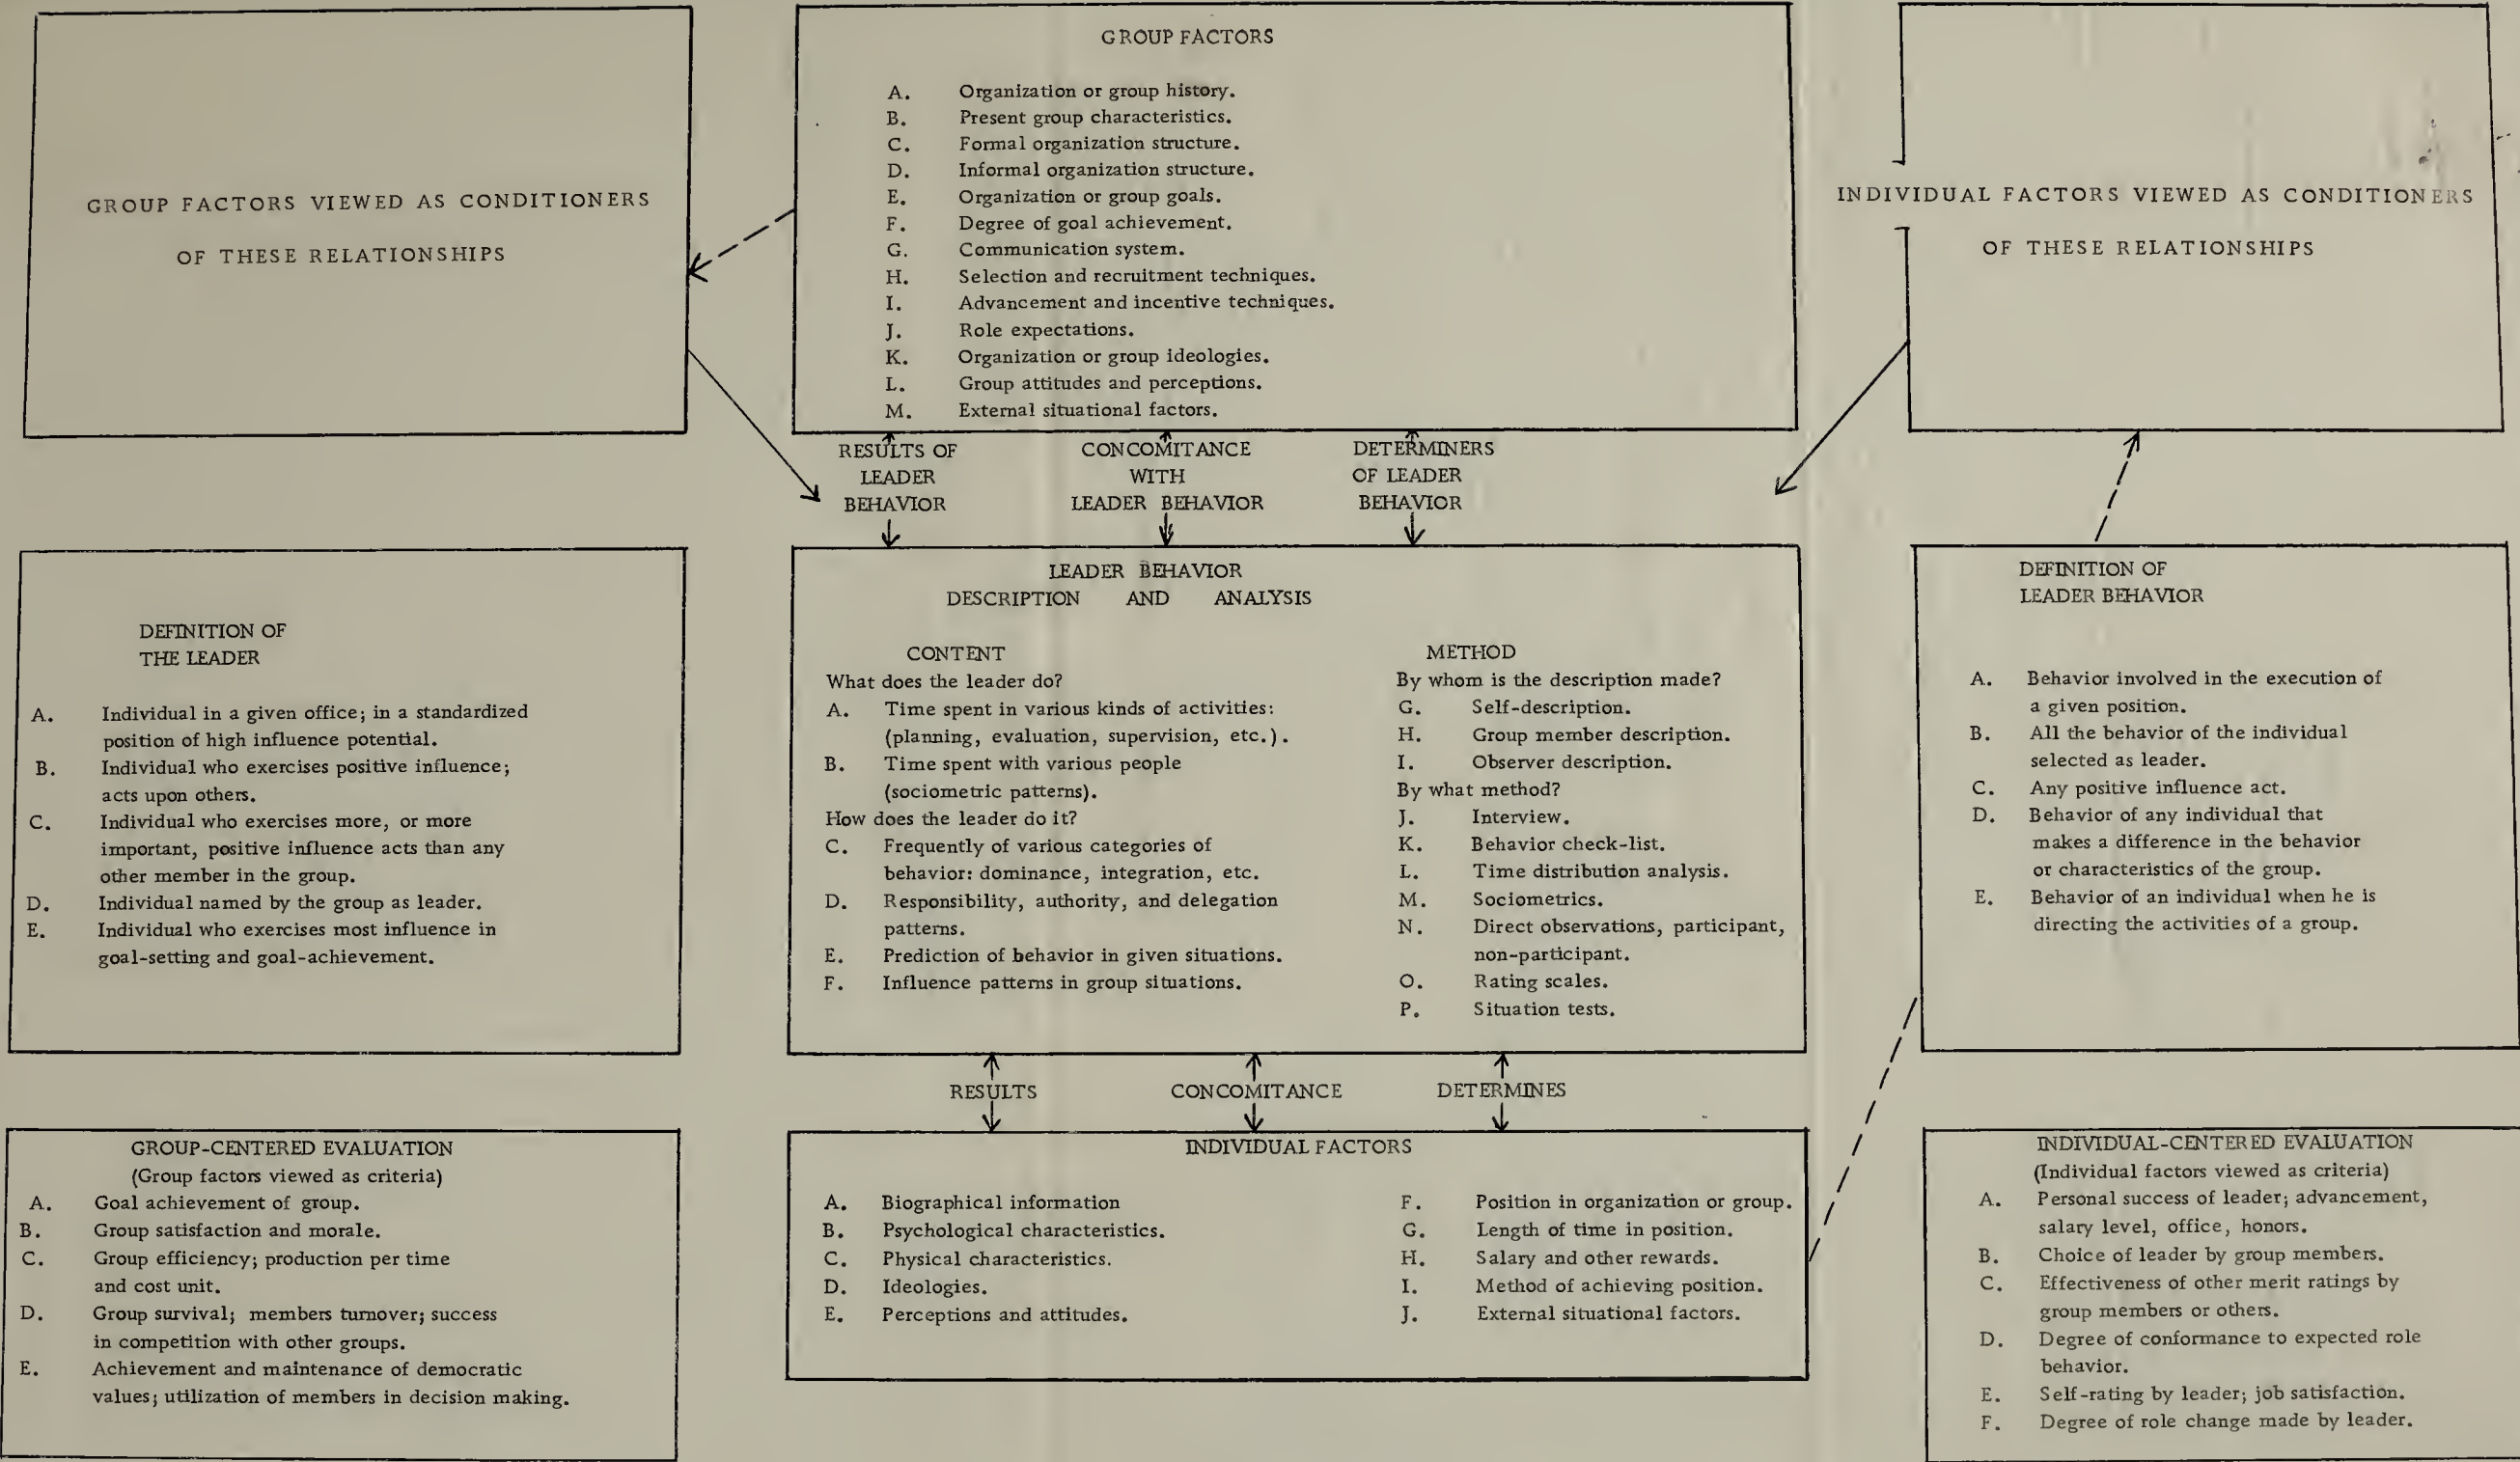 GROUP FACTORS VIEWED AS CONDITIONERS
OF THESE RELATIONSHIPS
GROUP FACTORS
A. Organization or group history.
B. Present group characteristics.
C. Formal organization structure.
D. Informal organization structure.
E. Organization or group goals.
F. Degree of goal achievement.
G. Communication system.
H. Selection and recruitment techniques.
I. Advancement and incentive techniques.
J. Role expectations.
K. Organization or group ideologies.
L. Group attitudes and perceptions.
M. External situational factors.
INDIVIDUAL FACTORS VIEWED AS CONDITIONERS
OF THESE RELATIONSHIPS
RESULTS OF
LEADER
BEHAVIOR
CONCOMITANCE
WITH
LEADER BEHAVIOR
DETERMINERS
OF LEADER
BEHAVIOR
DEFINITION OF
THE LEADER
A. Individual in a given office; in a standardized
position of high influence potential.
B. Individual who exercises positive influence;
acts upon others.
C. Individual who exercises more, or more
important, positive influence acts than any
other member in the group.
D. Individual named by the group as leader.
E. Individual who exercises most influence in
goal-setting and goal-achievement.
LEADER BEHAVIOR
DESCRIPTION AND ANALYSIS
CONTENT
What does the leader do?
A. Time spent in various kinds of activities:
(planning, evaluation, supervision, etc.).
B. Time spent with various people
(sociometric patterns).
How does the leader do it?
C. Frequently of various categories of
behavior: dominance, integration, etc.
D. Responsibility, authority, and delegation
patterns.
E. Prediction of behavior in given situations.
F. Influence patterns in group situations.
METHOD
By whom is the description made?
G. Self-description.
H. Group member description.
I. Observer description.
By what method?
J. Interview.
K. Behavior check-list.
L. Time distribution analysis.
M. Sociometrics.
N. Direct observations, participant,
non-participant.
O. Rating scales.
P. Situation tests.
DEFINITION OF
LEADER BEHAVIOR
A. Behavior involved in the execution of
a given position.
B. All the behavior of the individual
selected as leader.
C. Any positive influence act.
D. Behavior of any individual that
makes a difference in the behavior
or characteristics of the group.
E. Behavior of an individual when he is
directing the activities of a group.
RESULTS
CONCOMITANCE
DETERMINES
GROUP-CENTERED EVALUATION
(Group factors viewed as criteria)
A. Goal achievement of group.
B. Group satisfaction and morale.
C. Group efficiency; production per time
and cost unit.
D. Group survival; members turnover; success
in competition with other groups.
E. Achievement and maintenance of democratic
values; utilization of members in decision making.
INDIVIDUAL FACTORS
A. Biographical information
B. Psychological characteristics.
C. Physical characteristics.
D. Ideologies.
E. Perceptions and attitudes.
F. Position in organization or group.
G. Length of time in position.
H. Salary and other rewards.
I. Method of achieving position.
J. External situational factors.
INDIVIDUAL-CENTERED EVALUATION
(Individual factors viewed as criteria)
A. Personal success of leader; advancement,
salary level, office, honors.
B. Choice of leader by group members.
C. Effectiveness of other merit ratings by
group members or others.
D. Degree of conformance to expected role
behavior.
E. Self-rating by leader; job satisfaction.
F. Degree of role change made by leader.